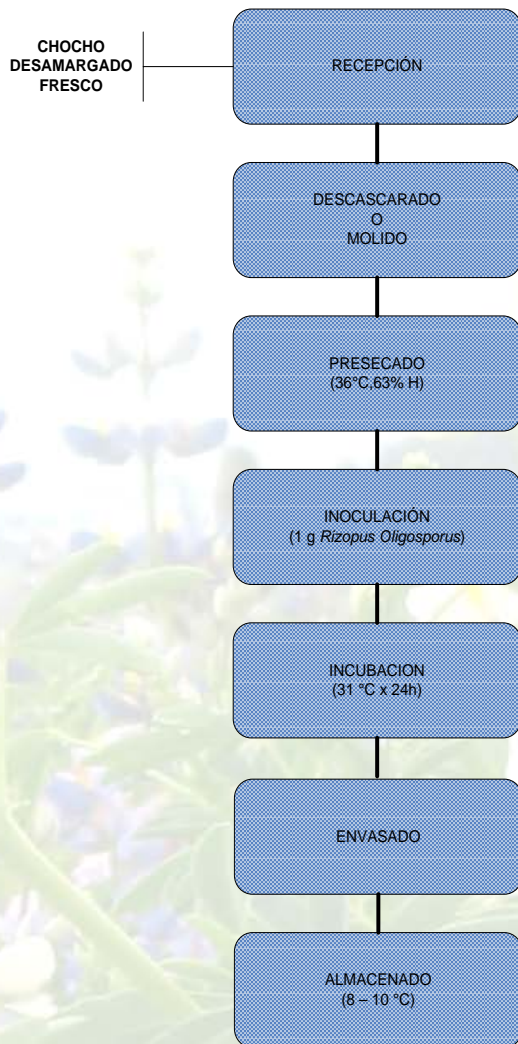 CHOCHO
DESAMARGADO
FRESCO
RECEPCIÓN
DESCASCARADO
O
MOLIDO
PRESECADO
(36°C,63% H)
INOCULACIÓN
(1 g Rizopus Oligosporus)
INCUBACION
(31 °C x 24h)
ENVASADO
ALMACENADO
(8 – 10 °C)